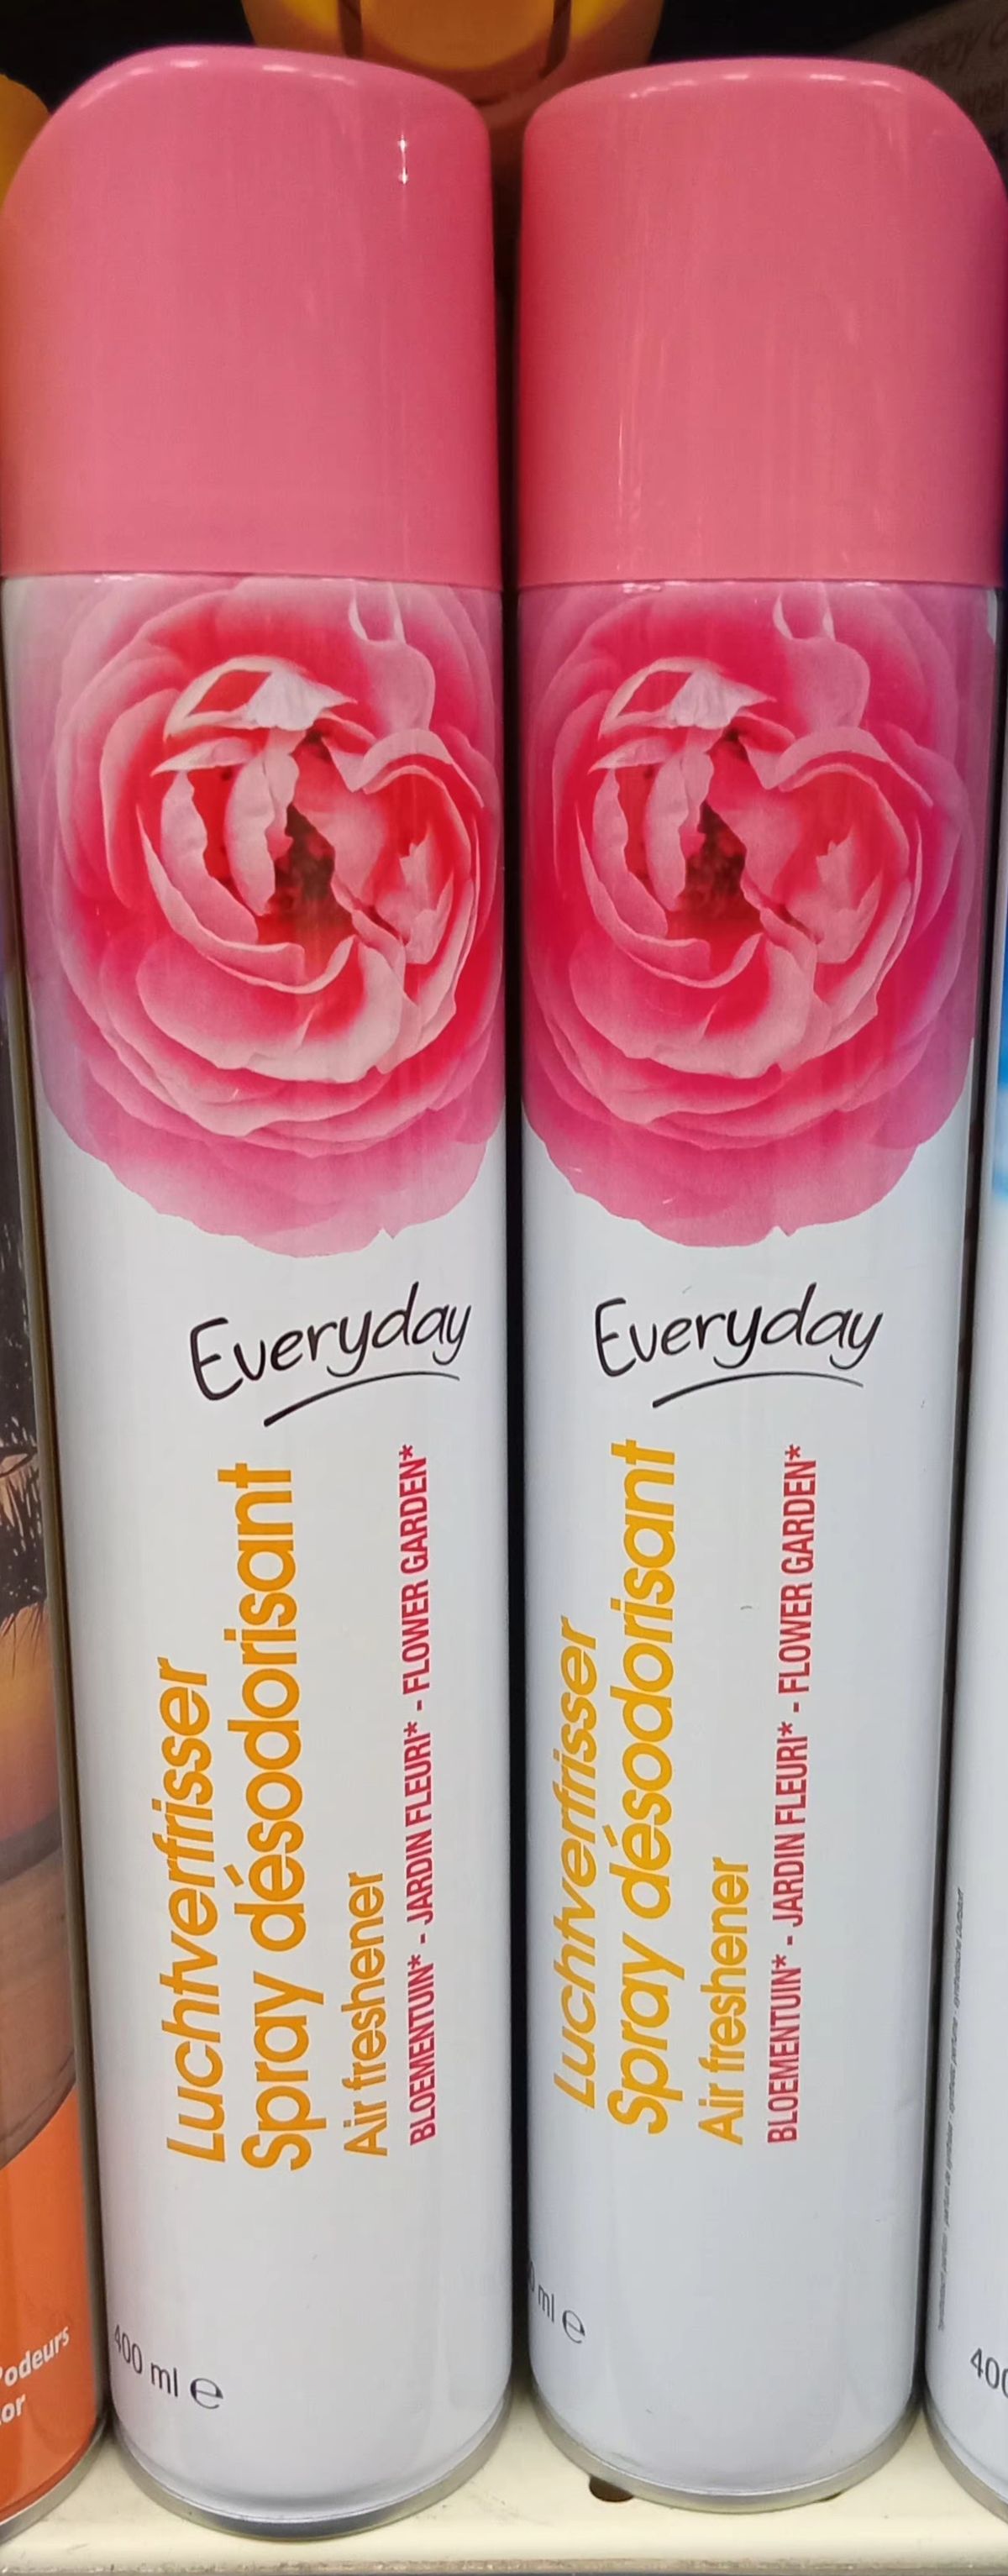 Everyday
Luchtverfrisser
Spray désodorisant
Air freshener
BLOEMENTUIN* - JARDIN FLEURI* - FLOWER GARDEN*
400 ml e
Everyday
Luchtverfrisser
Spray désodorisant
Air freshener
BLOEMENTUIN* - JARDIN FLEURI* - FLOWER GARDEN*
ml e
odeurs